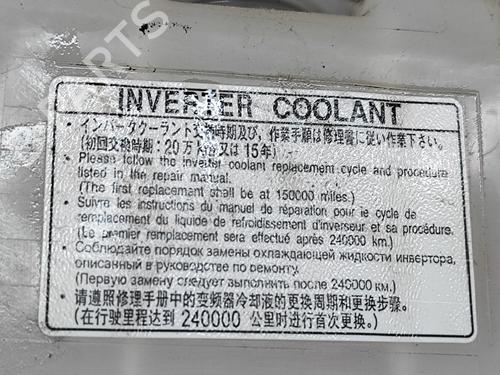 INVERTER COOLANT
• インバータクーラント交換時期及び，作業手順は修理書に従い作業下さい。
(初回交換時期：20万km又は15年)
• Please follow the inverter coolant replacement cycle and procedure
listed in the repair manual.
(The first replacement shall be at 150000 miles.)
• Suivre les instructions du manuel de réparation pour le cycle de
remplacement du liquide de refroidissement d'inverseur et sa procédure.
(Le premier remplacement sera effectué après 240000 km.)
• Соблюдайте порядок замены охлаждающей жидкости инвертора,
описанный в руководстве по ремонту.
(Первую замену следует выполнить после 240000 км.)
• 请遵照修理手册中的变频器冷却液的更换周期和更换步骤。
(在行驶里程达到 240000 公里时进行首次更换。)